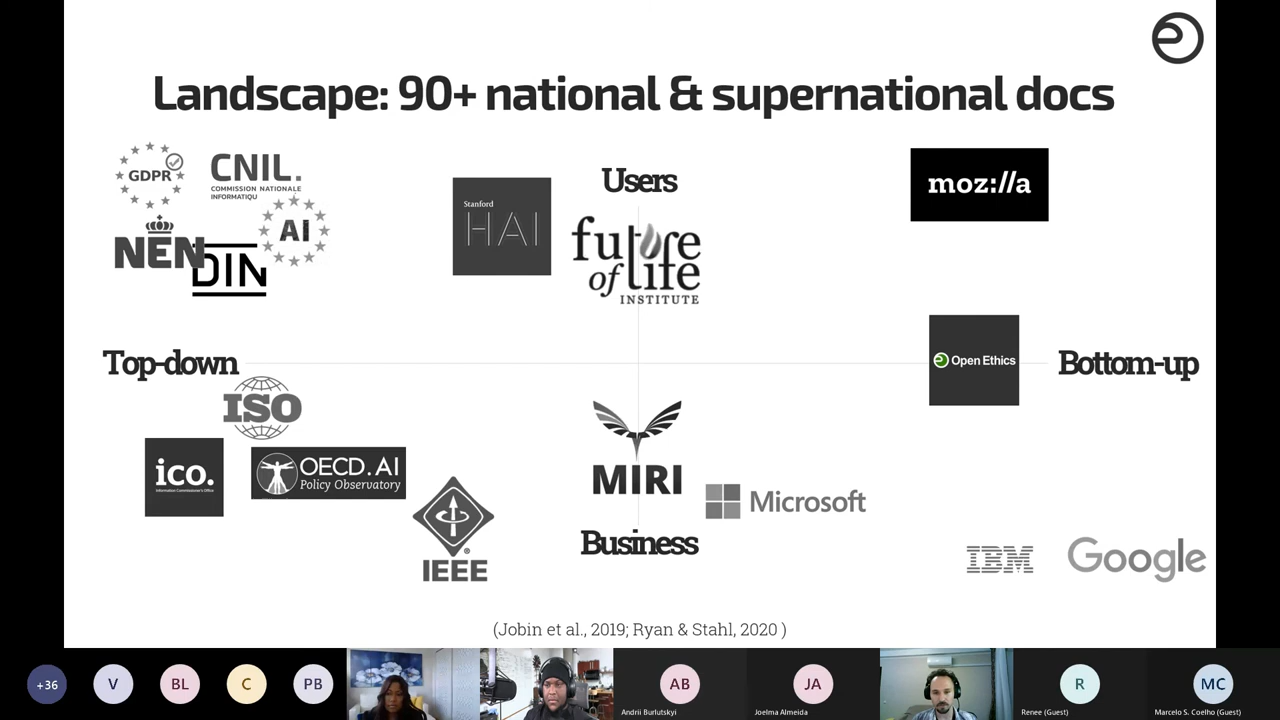 Landscape: 90+ national & supernational docs
GDPR
CNIL.
COMMISSION NATIONALE
INFORMATIQU
AI
NEN
DIN
Stanford
HAI
Users
future
of life
INSTITUTE
moz://a
Top-down
Open Ethics
Bottom-up
ISO
ico.
Information Commissioner's Office
OECD.AI
Policy Observatory
IEEE
MIRI
Microsoft
Business
IBM
Google
(Jobin et al., 2019; Ryan & Stahl, 2020 )
+36
V
BL
C
PB
AB
Andrii Burlutskyi
JA
Joelma Almeida
R
Renee (Guest)
MC
Marcelo S. Coelho (Guest)